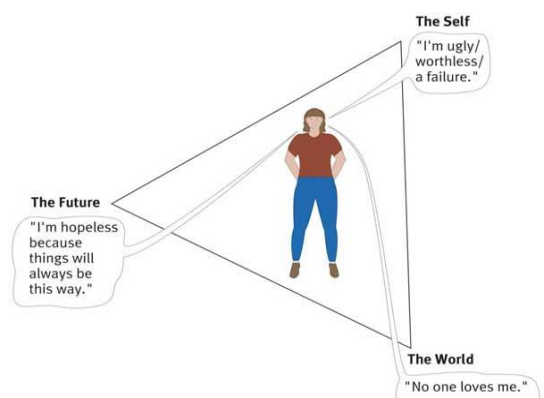 The Self
"I'm ugly/
worthless/
a failure."
The Future
"I'm hopeless
because
things will
always be
this way."
The World
"No one loves me."